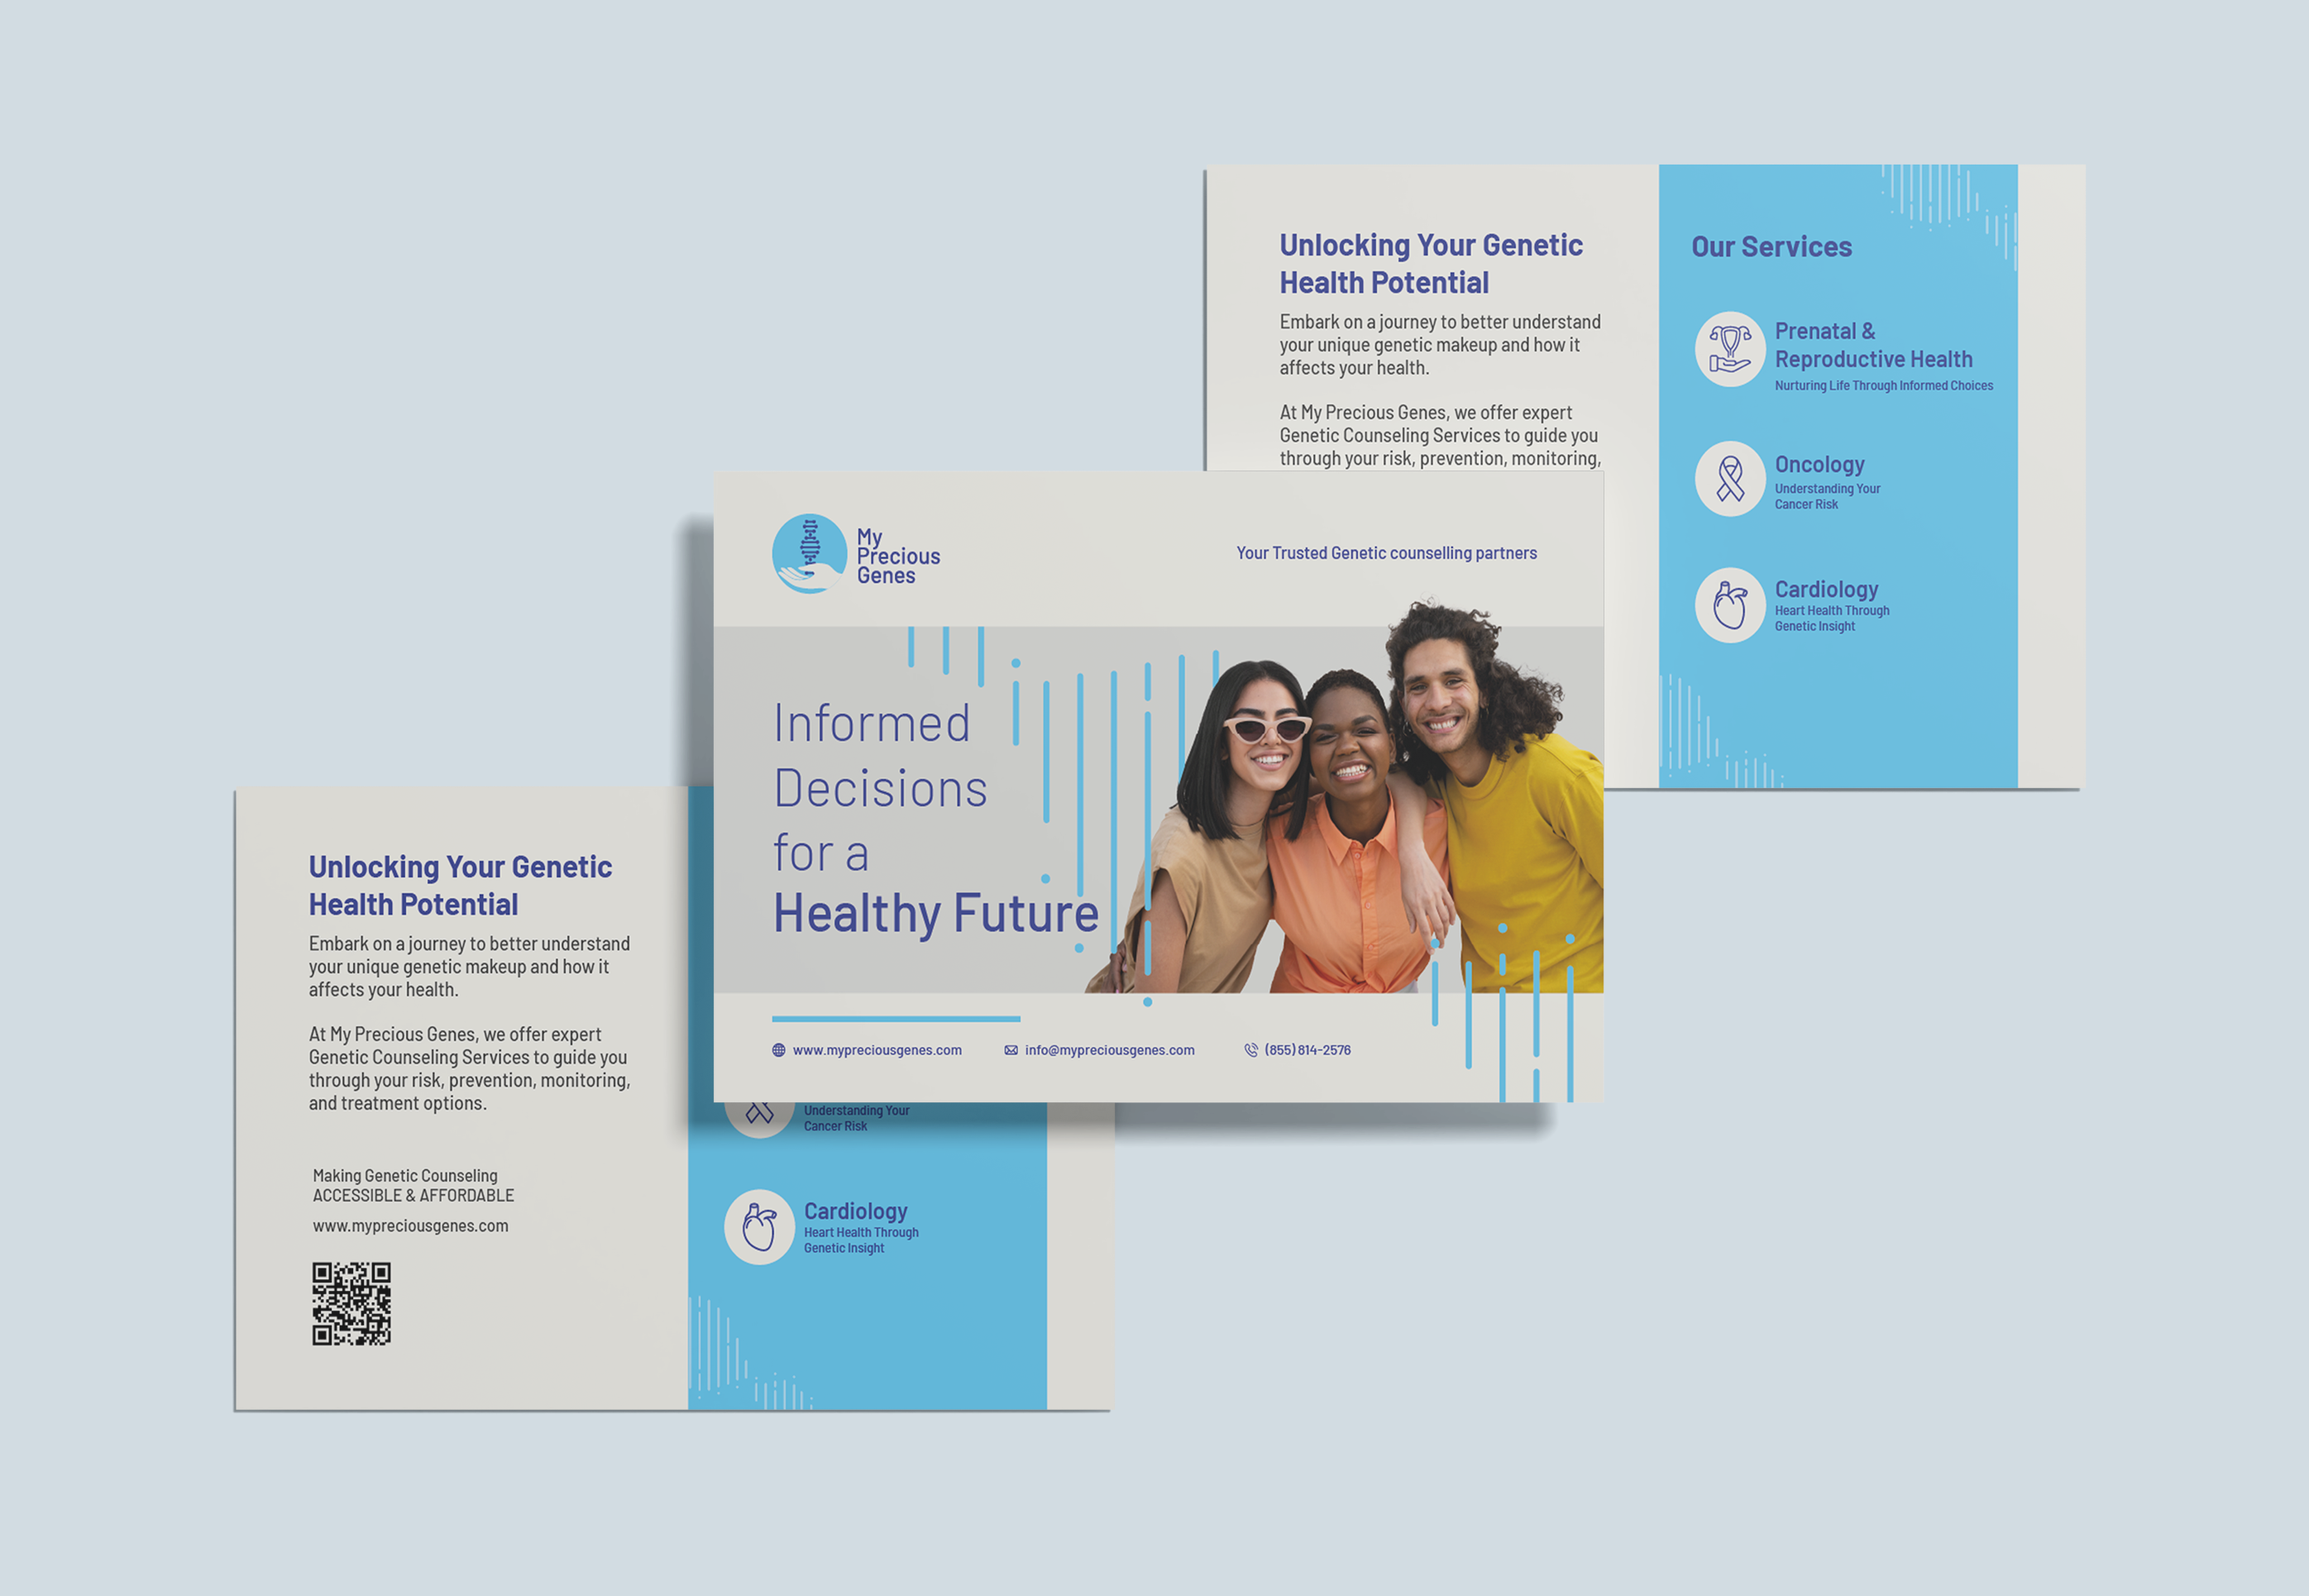 Unlocking Your Genetic
Health Potential
Embark on a journey to better understand
your unique genetic makeup and how it
affects your health.
At My Precious Genes, we offer expert
Genetic Counseling Services to guide you
through your risk, prevention, monitoring,
Our Services
Prenatal &
Reproductive Health
Nurturing Life Through Informed Choices
Oncology
Understanding Your
Cancer Risk
Cardiology
Heart Health Through
Genetic Insight
My
Precious
Genes
Your Trusted Genetic counselling partners
Informed
Decisions
for a
Healthy Future
www.mypreciousgenes.com
info@mypreciousgenes.com
(855) 814-2576
Unlocking Your Genetic
Health Potential
Embark on a journey to better understand
your unique genetic makeup and how it
affects your health.
At My Precious Genes, we offer expert
Genetic Counseling Services to guide you
through your risk, prevention, monitoring,
and treatment options.
Making Genetic Counseling
ACCESSIBLE & AFFORDABLE
www.mypreciousgenes.com
Understanding Your
Cancer Risk
Cardiology
Heart Health Through
Genetic Insight